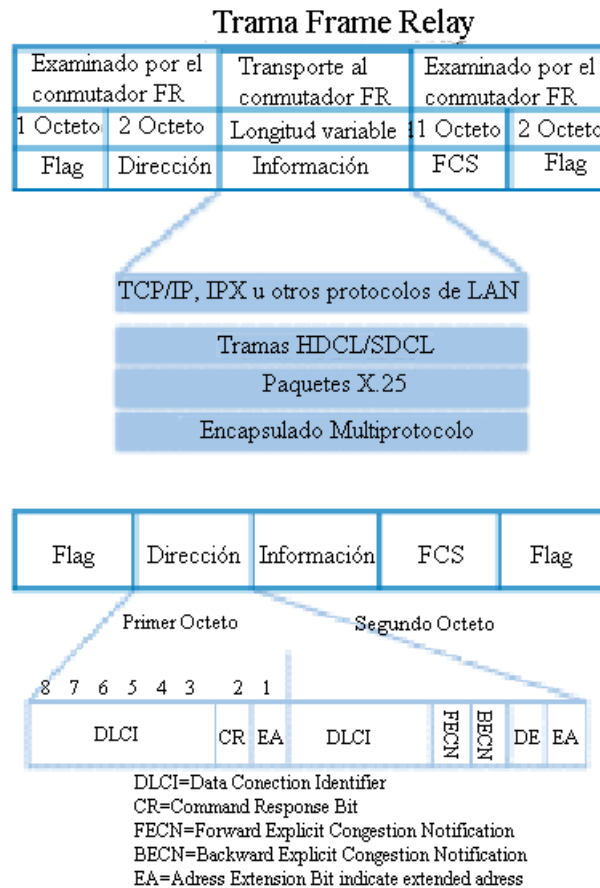 Trama Frame Relay
Examinado por el conmutador FR
Transporte al conmutador FR
Examinado por el conmutador FR
1 Octeto 2 Octeto Longitud variable 1 Octeto 2 Octeto
Flag Dirección Información FCS Flag
TCP/IP, IPX u otros protocolos de LAN
Tramas HDCL/SDCL
Paquetes X.25
Encapsulado Multiprotocolo
Flag Dirección Información FCS Flag
Primer Octeto Segundo Octeto
8 7 6 5 4 3 2 1
DLCI CR EA DLCI FECN BECN DE EA
DLCI=Data Conection Identifier
CR=Command Response Bit
FECN=Forward Explicit Congestion Notification
BECN=Backward Explicit Congestion Notification
EA=Adress Extension Bit indicate extended adress